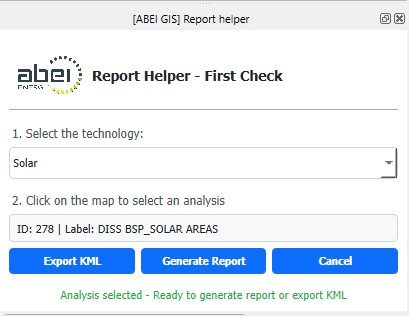 [ABEI GIS] Report helper
abei
ENERGY
Report Helper - First Check
1. Select the technology:
Solar
2. Click on the map to select an analysis
ID: 278 | Label: DISS BSP_SOLAR AREAS
Export KML
Generate Report
Cancel
Analysis selected - Ready to generate report or export KML